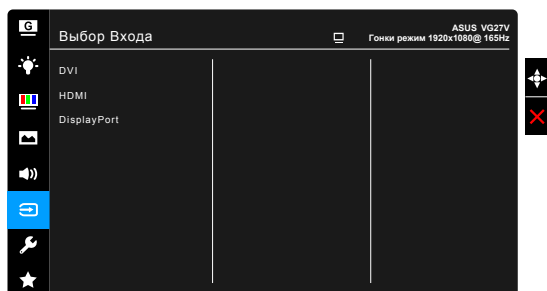 G
Выбор Входа
ASUS VG27V
Гонки режим 1920x1080@ 165Hz
DVI
HDMI
DisplayPort